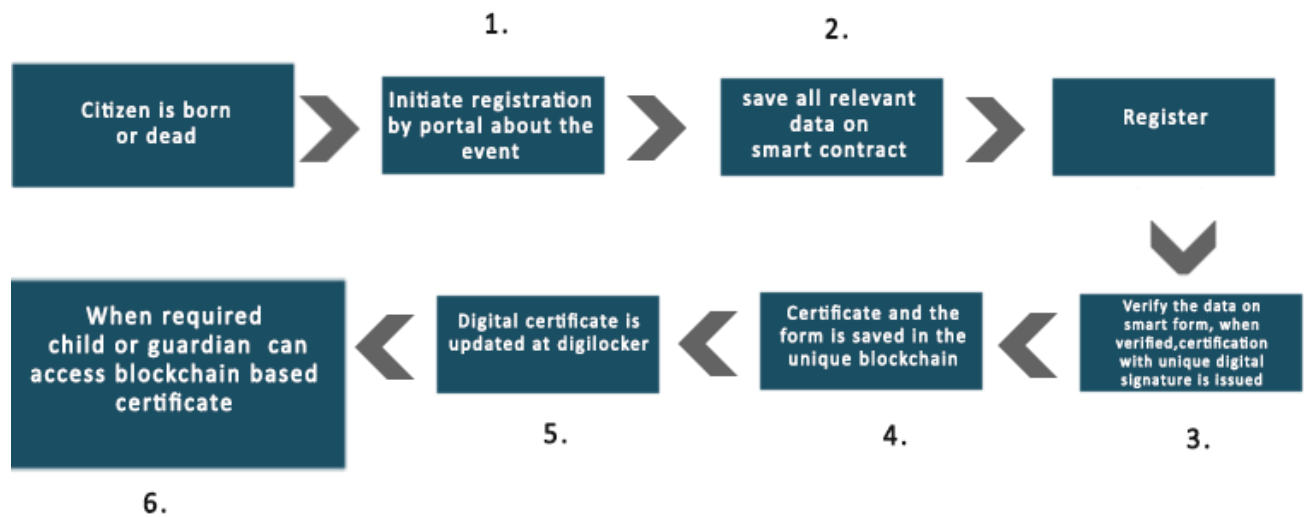 1.
2.
Citizen is born
or dead
Initiate registration
by portal about the
event
save all relevant
data on
smart contract
Register
Verify the data on
smart form, when
verified,certification
with unique digital
signature is issued
3.
Certificate and the
form is saved in the
unique blockchain
4.
Digital certificate is
updated at digilocker
5.
When required
child or guardian can
access blockchain based
certificate
6.